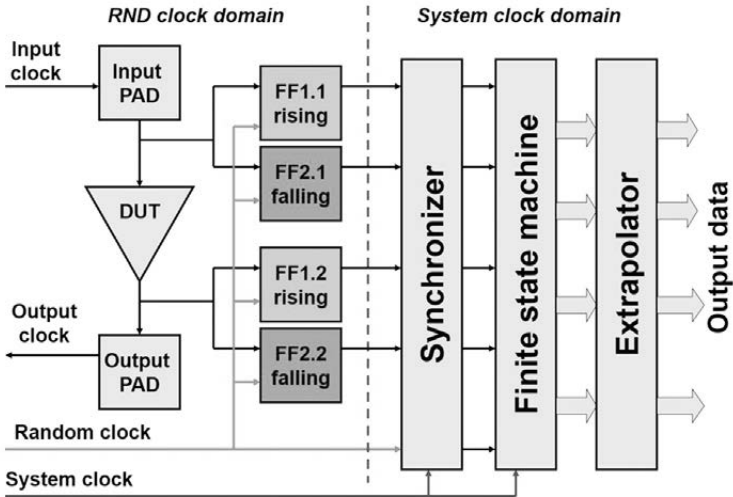 RND clock domain
System clock domain
Input
clock
Input
PAD
FF1.1
rising
FF2.1
falling
DUT
FF1.2
rising
FF2.2
falling
Output
clock
Output
PAD
Random clock
System clock
Synchronizer
Finite state machine
Extrapolator
Output data